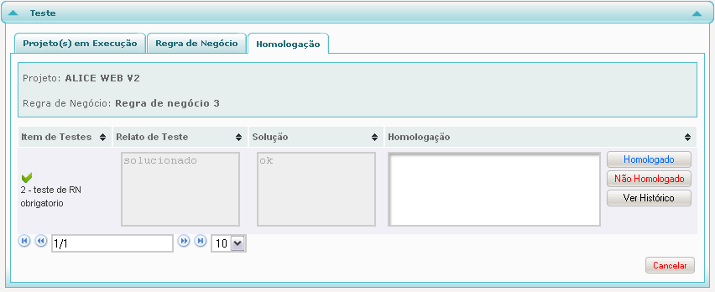 Teste
Projeto(s) em Execução Regra de Negócio Homologação
Projeto: ALICE WEB V2
Regra de Negócio: Regra de negócio 3
Item de Testes Relato de Teste Solução Homologação
solucionado ok
2 - teste de RN
obrigatorio
Homologado
Não Homologado
Ver Histórico
1/1 10
Cancelar